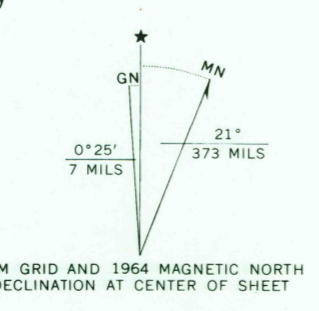 GN
MN
0°25'
7 MILS
21°
373 MILS
M GRID AND 1964 MAGNETIC NORTH
DECLINATION AT CENTER OF SHEET